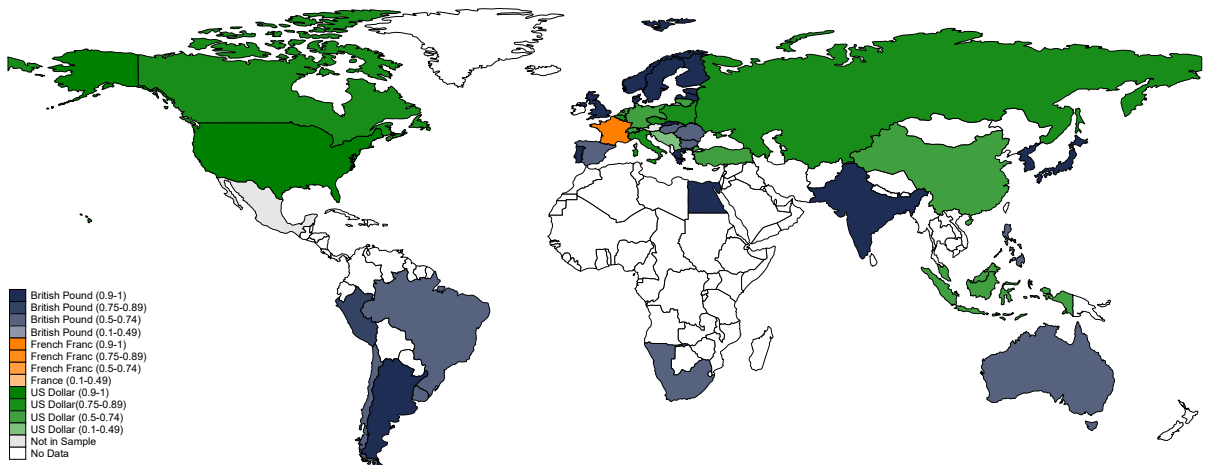 British Pound (0.9-1)
British Pound (0.75-0.89)
British Pound (0.5-0.74)
British Pound (0.1-0.49)
French Franc (0.9-1)
French Franc (0.75-0.89)
French Franc (0.5-0.74)
France (0.1-0.49)
US Dollar (0.9-1)
US Dollar(0.75-0.89)
US Dollar (0.5-0.74)
US Dollar (0.1-0.49)
Not in Sample
No Data